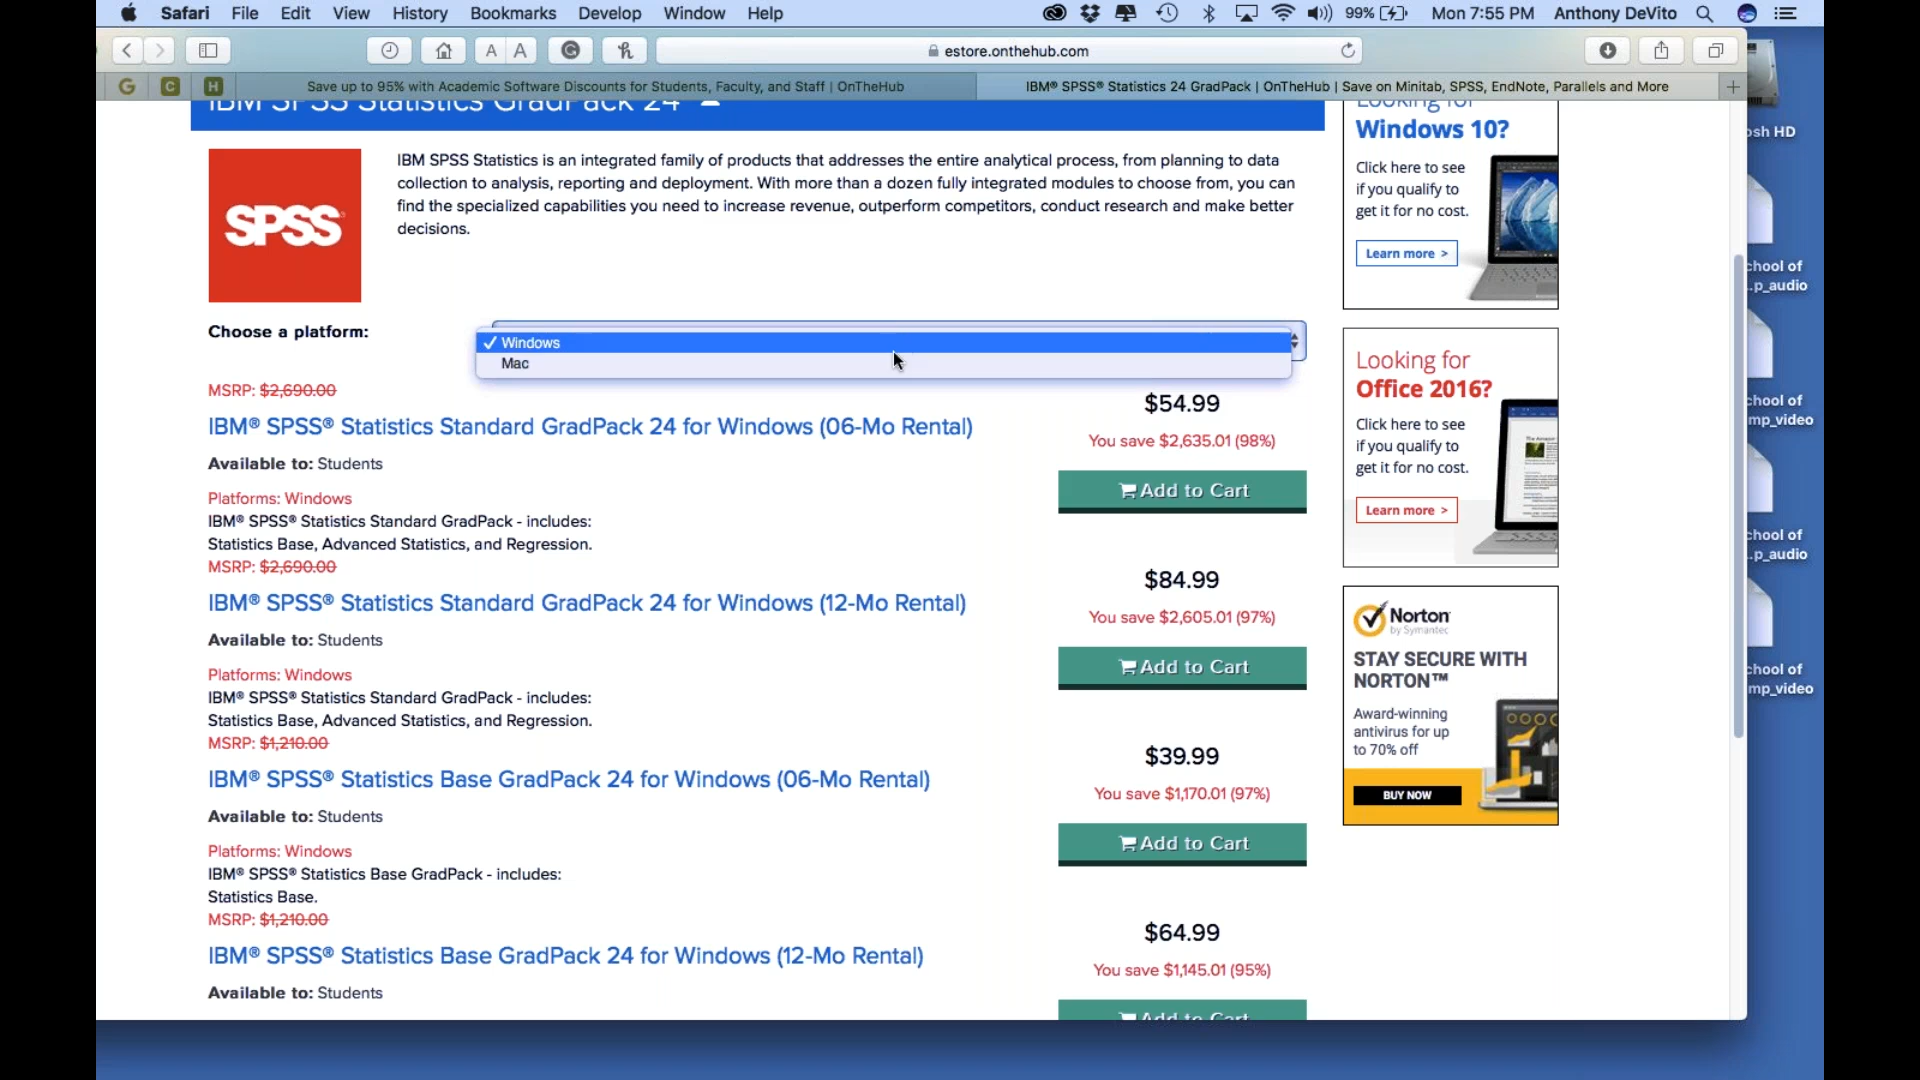 Safari File Edit View History Bookmarks Develop Window Help 99% Mon 7:55 PM Anthony DeVito
A A estore.onthehub.com
G C H Save up to 95% with Academic Software Discounts for Students, Faculty, and Staff | OnTheHub IBM® SPSS® Statistics 24 GradPack | OnTheHub | Save on Minitab, SPSS, EndNote, Parallels and More
IBM SPSS Statistics GradPack 24
IBM SPSS Statistics is an integrated family of products that addresses the entire analytical process, from planning to data
collection to analysis, reporting and deployment. With more than a dozen fully integrated modules to choose from, you can
find the specialized capabilities you need to increase revenue, outperform competitors, conduct research and make better
decisions.
SPSS
Choose a platform:
Windows
Mac
MSRP: $2,690.00
IBM® SPSS® Statistics Standard GradPack 24 for Windows (06-Mo Rental)
Available to: Students
Platforms: Windows
IBM® SPSS® Statistics Standard GradPack - includes:
Statistics Base, Advanced Statistics, and Regression.
$54.99
You save $2,635.01 (98%)
Add to Cart
MSRP: $2,690.00
IBM® SPSS® Statistics Standard GradPack 24 for Windows (12-Mo Rental)
Available to: Students
Platforms: Windows
IBM® SPSS® Statistics Standard GradPack - includes:
Statistics Base, Advanced Statistics, and Regression.
$84.99
You save $2,605.01 (97%)
Add to Cart
MSRP: $1,210.00
IBM® SPSS® Statistics Base GradPack 24 for Windows (06-Mo Rental)
Available to: Students
Platforms: Windows
IBM® SPSS® Statistics Base GradPack - includes:
Statistics Base.
$39.99
You save $1,170.01 (97%)
Add to Cart
MSRP: $1,210.00
IBM® SPSS® Statistics Base GradPack 24 for Windows (12-Mo Rental)
Available to: Students
$64.99
You save $1,145.01 (95%)
Add to Cart
Looking for
Windows 10?
Click here to see
if you qualify to
get it for no cost.
Learn more >
Looking for
Office 2016?
Click here to see
if you qualify to
get it for no cost.
Learn more >
Norton
by Symantec
STAY SECURE WITH
NORTON™
Award-winning
antivirus for up
to 70% off
BUY NOW
osh HD
chool of
.p_audio
chool of
mp_video
chool of
.p_audio
chool of
mp_video